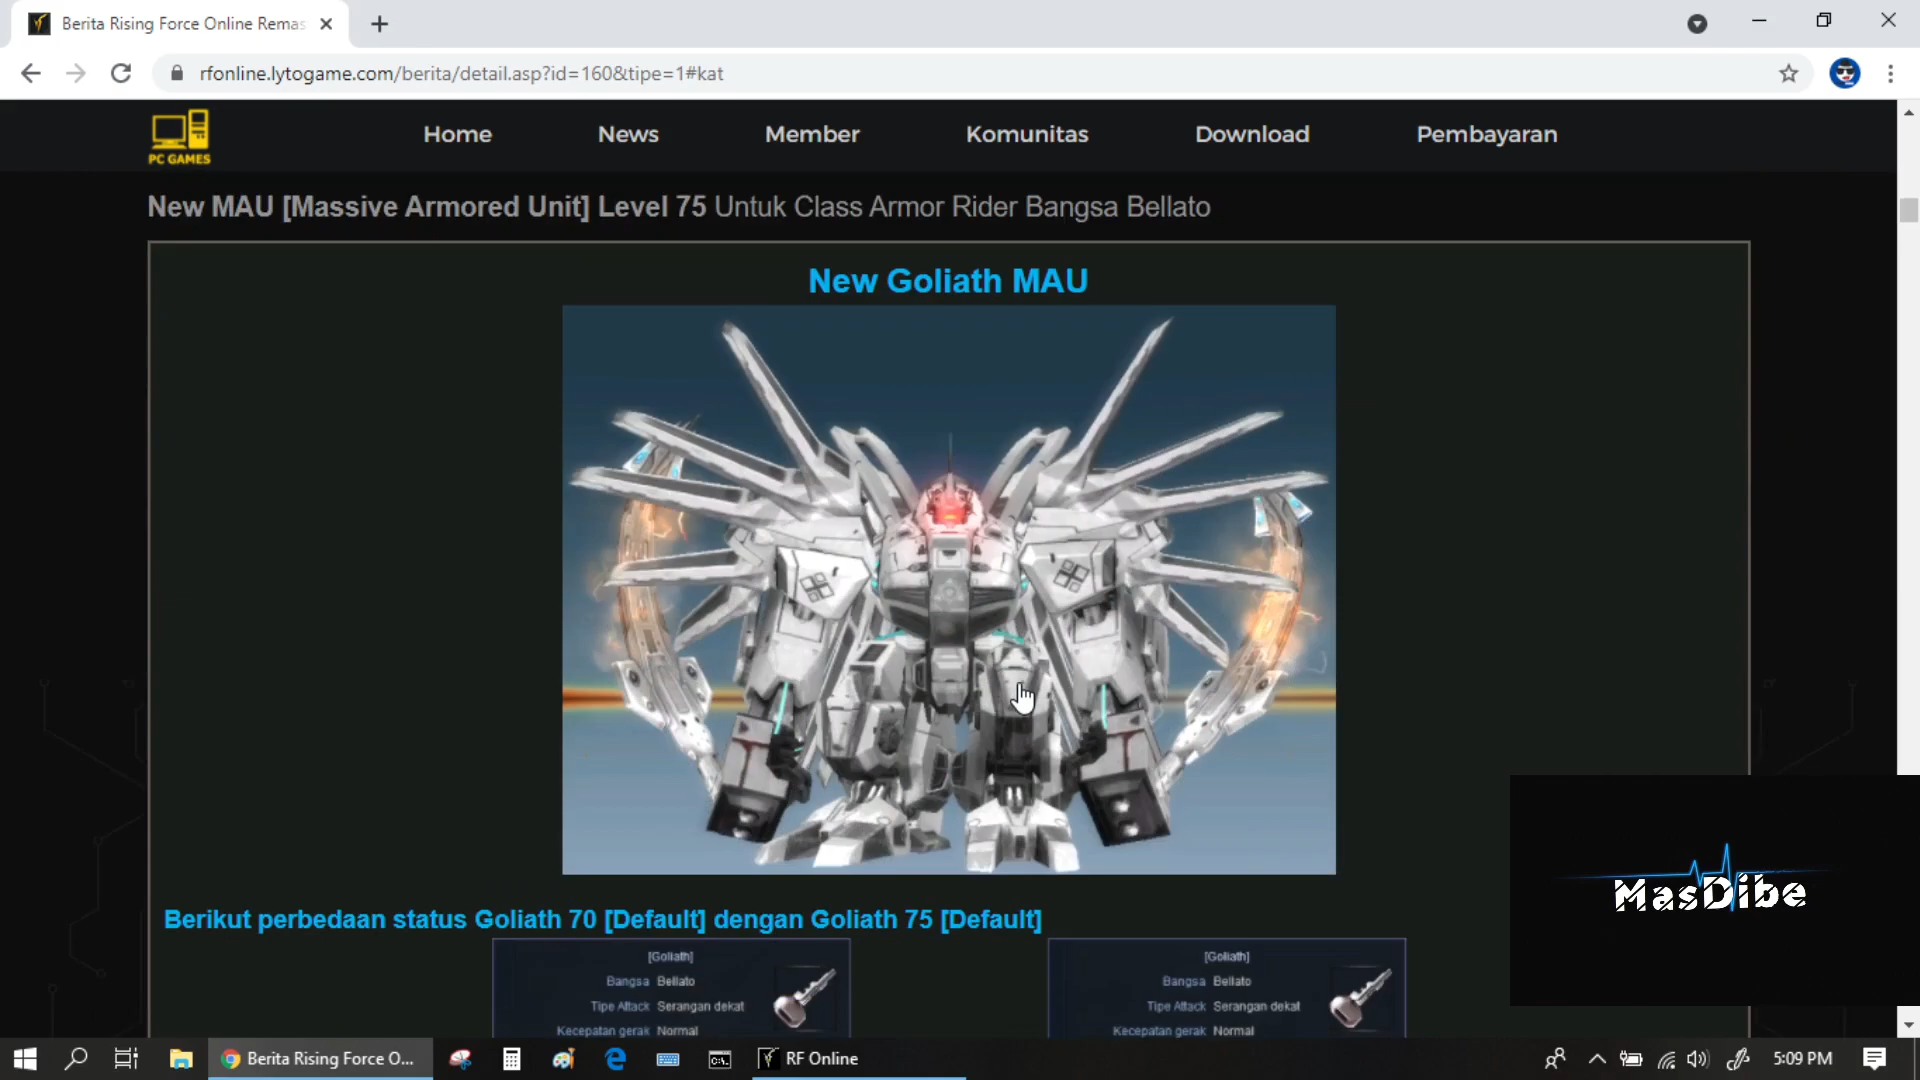 Berita Rising Force Online Remas
rfonline.lytogame.com/berita/detail.asp?id=160&tipe=1#kat
PC GAMES
Home
News
Member
Komunitas
Download
Pembayaran
New MAU [Massive Armored Unit] Level 75 Untuk Class Armor Rider Bangsa Bellato
New Goliath MAU
Berikut perbedaan status Goliath 70 [Default] dengan Goliath 75 [Default]
[Goliath]
Bangsa Bellato
Tipe Attack Serangan dekat
Kecepatan gerak Normal
[Goliath]
Bangsa Bellato
Tipe Attack Serangan dekat
Kecepatan gerak Normal
MasDibe
Berita Rising Force O...
RF Online
5:09 PM